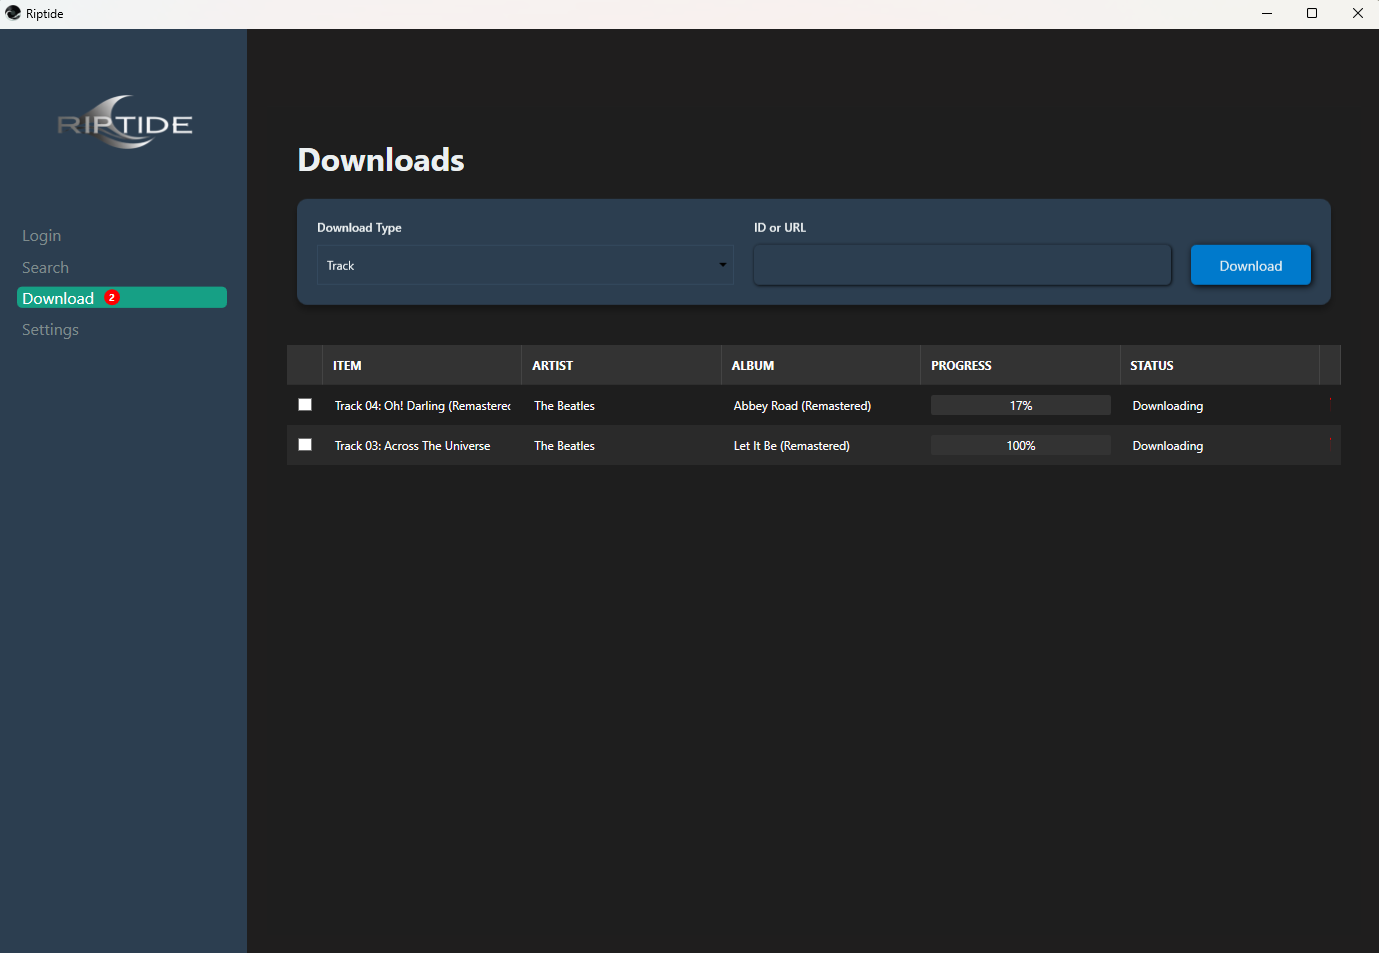 Riptide
RIPTIDE
Login
Search
Download 2
Settings
Downloads
Download Type
ID or URL
Track
Download
ITEM ARTIST ALBUM PROGRESS STATUS
Track 04: Oh! Darling (Remastered The Beatles Abbey Road (Remastered) 17% Downloading
Track 03: Across The Universe The Beatles Let It Be (Remastered) 100% Downloading